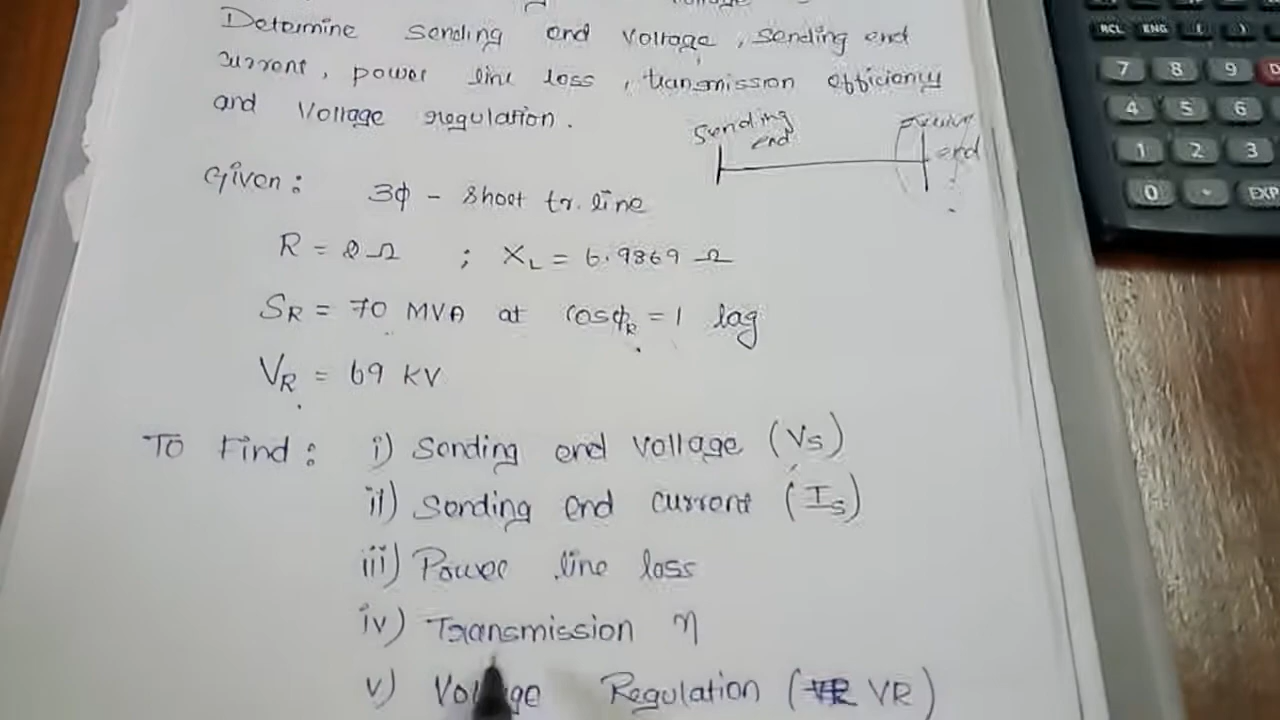 Determine sending end voltage, sending end
current, power line loss, transmission efficiency
and Voltage regulation.
Sending
end
end
Given: 3ϕ - short tr. line
R = 2 Ω ; XL = 6.9869 Ω
SR = 70 MVA at cosϕR = 1 lag
VR = 69 KV
To Find: i) Sending end voltage (Vs)
ii) Sending end current (Is)
iii) Power line loss
iv) Transmission η
v) Voltage Regulation (VR)
RCL ENG ( )
7 8 9
4 5 6
1 2 3
0 · EXP